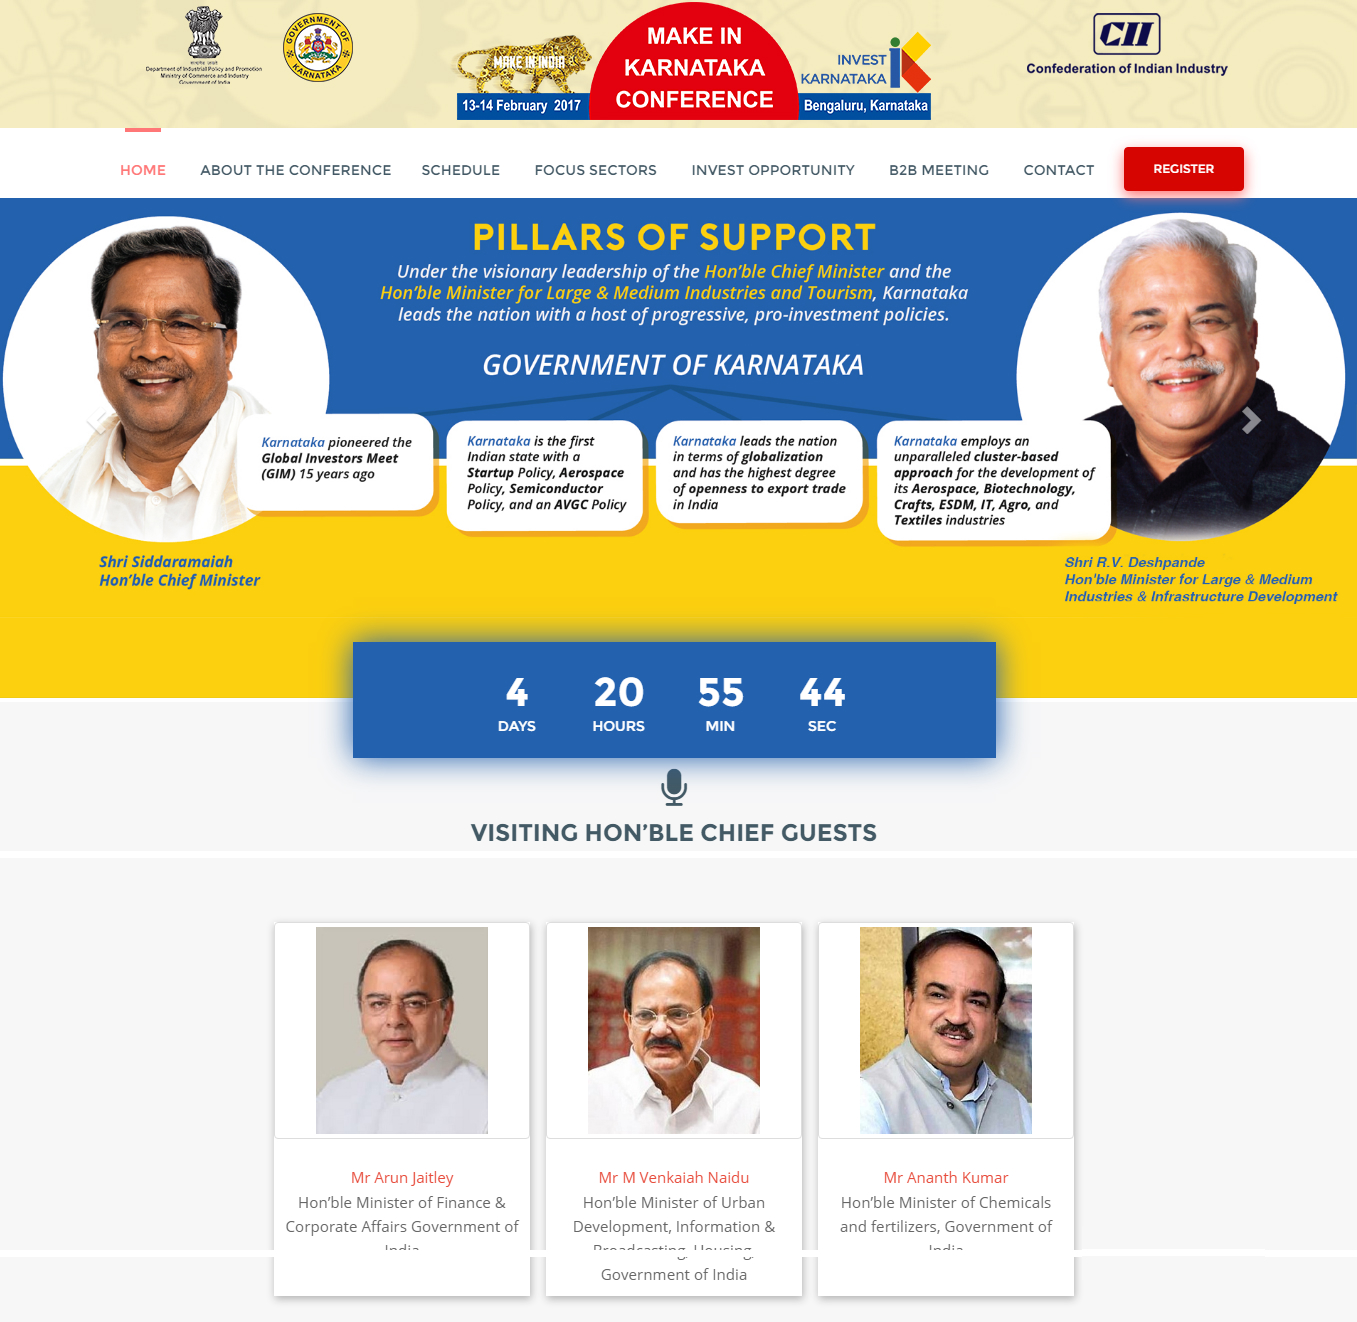 Department of Industrial Policy and Promotion
Ministry of Commerce and Industry
Government of India
GOVERNMENT OF
KARNATAKA
MAKE IN INDIA
13-14 February 2017
MAKE IN
KARNATAKA
CONFERENCE
INVEST
KARNATAKA
Bengaluru, Karnataka
CII
Confederation of Indian Industry
HOME
ABOUT THE CONFERENCE
SCHEDULE
FOCUS SECTORS
INVEST OPPORTUNITY
B2B MEETING
CONTACT
REGISTER
PILLARS OF SUPPORT
Under the visionary leadership of the Hon'ble Chief Minister and the
Hon'ble Minister for Large & Medium Industries and Tourism, Karnataka
leads the nation with a host of progressive, pro-investment policies.
GOVERNMENT OF KARNATAKA
Karnataka pioneered the
Global Investors Meet
(GIM) 15 years ago
Karnataka is the first
Indian state with a
Startup Policy, Aerospace
Policy, Semiconductor
Policy, and an AVGC Policy
Karnataka leads the nation
in terms of globalization
and has the highest degree
of openness to export trade
in India
Karnataka employs an
unparalleled cluster-based
approach for the development of
its Aerospace, Biotechnology,
Crafts, ESDM, IT, Agro, and
Textiles industries
Shri Siddaramaiah
Hon'ble Chief Minister
Shri R.V. Deshpande
Hon'ble Minister for Large & Medium
Industries & Infrastructure Development
4 20 55 44
DAYS HOURS MIN SEC
VISITING HON'BLE CHIEF GUESTS
Mr Arun Jaitley
Hon'ble Minister of Finance &
Corporate Affairs Government of
India
Mr M Venkaiah Naidu
Hon'ble Minister of Urban
Development, Information &
Broadcasting, Housing,
Government of India
Mr Ananth Kumar
Hon'ble Minister of Chemicals
and fertilizers, Government of
India